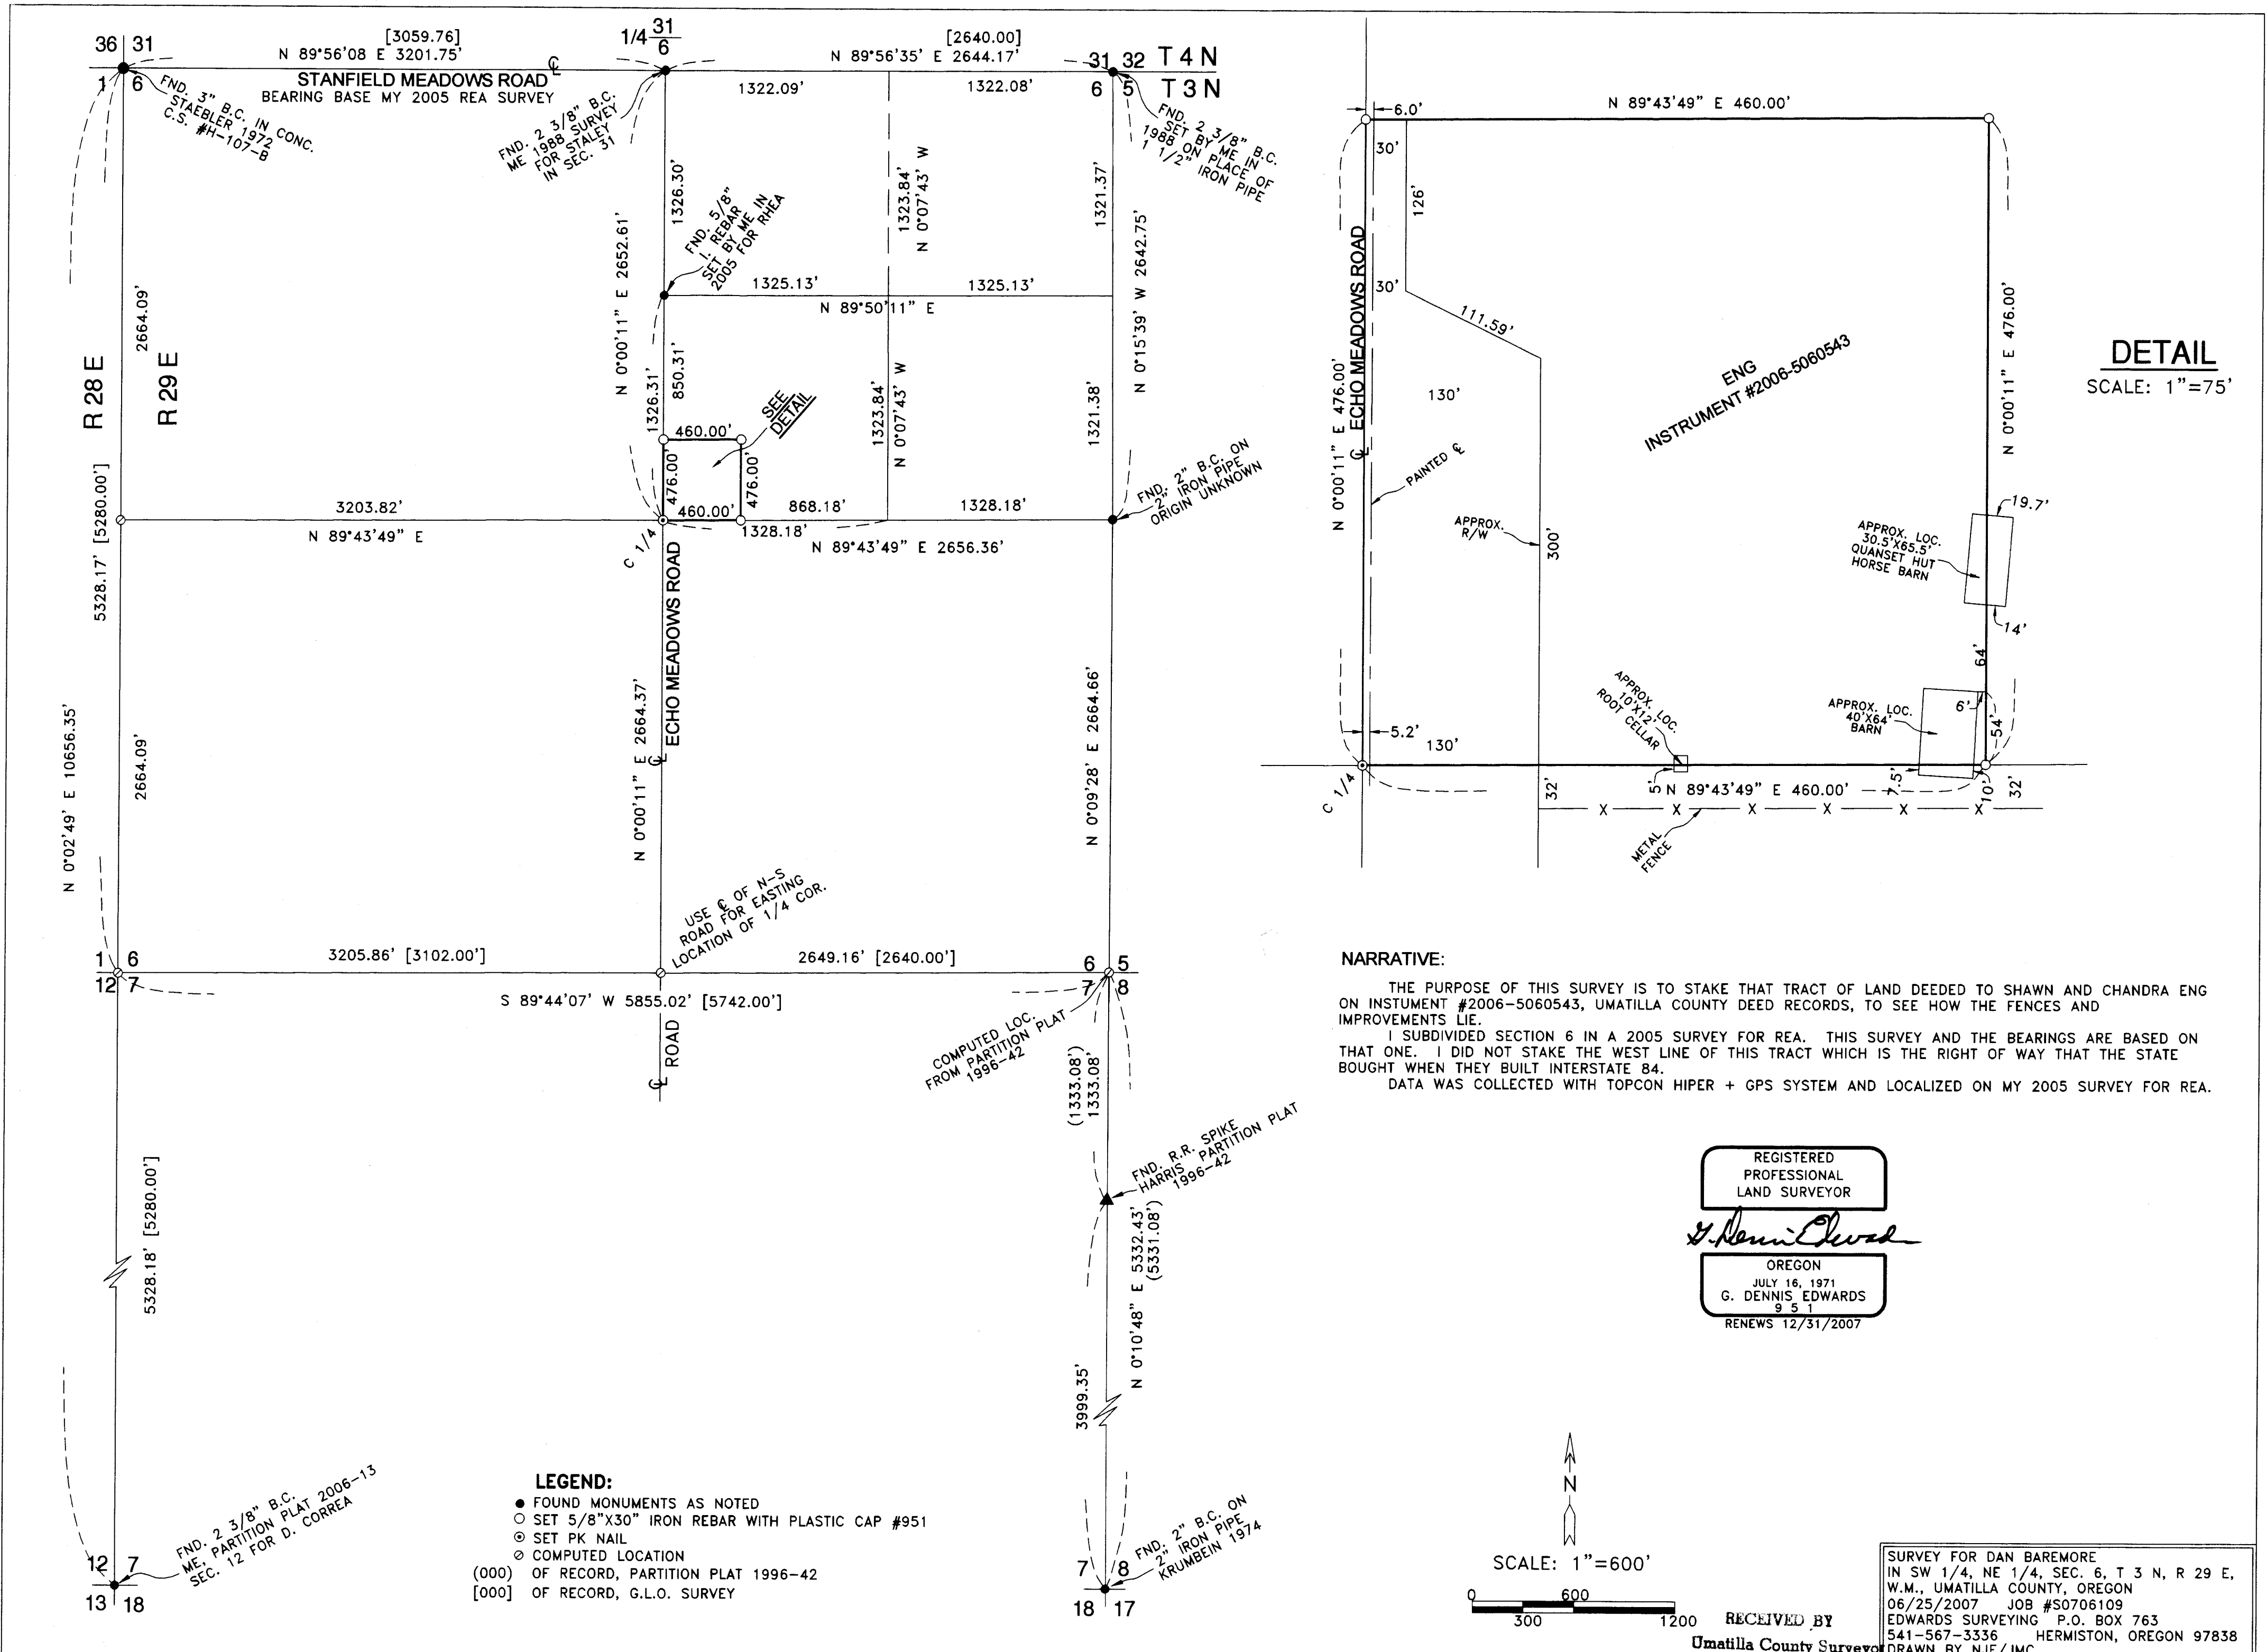 36 31
1 6
[3059.76]
N 89°56'08 E 3201.75'
STANFIELD MEADOWS ROAD
BEARING BASE MY 2005 REA SURVEY
1/4 31
6
[2640.00]
N 89°56'35" E 2644.17'
31 32 T 4 N
6 5 T 3 N
1322.09'
1322.08'
FND. 3" B.C. IN CONC.
STAEBLER 1972
C.S. #H-107-B
FND. 2 3/8" B.C.
ME 1988 SURVEY
FOR STALEY
IN SEC. 31
FND. 2 3/8" B.C.
SET BY ME IN
1988 ON PLACE OF
1 1/2" IRON PIPE
FND. 5/8"
I. REBAR
SET BY ME IN
2005 FOR RHEA
1326.30'
N 0°00'11" E 2652.61'
1323.84'
N 0°07'43" W
1321.37'
N 0°15'39" W 2642.75'
1325.13'
1325.13'
N 89°50'11" E
2664.09'
R 28 E
R 29 E
1326.31'
850.31'
SEE
DETAIL
460.00'
476.00'
476.00'
460.00'
1323.84'
N 0°07'43" W
1321.38'
FND. 2" B.C. ON
2" IRON PIPE
ORIGIN UNKNOWN
5328.17' [5280.00']
3203.82'
N 89°43'49" E
868.18'
1328.18'
1328.18'
N 89°43'49" E 2656.36'
C 1/4
ECHO MEADOWS ROAD
N 0°00'11" E 2664.37'
N 0°09'28' E 2664.66'
N 0°02'49' E 10656.35'
2664.09'
USE ℄ OF N-S
ROAD FOR EASTING
LOCATION OF 1/4 COR.
1 6
12 7
3205.86' [3102.00']
2649.16' [2640.00']
6 5
7 8
S 89°44'07' W 5855.02' [5742.00']
℄ ROAD
COMPUTED LOC.
FROM PARTITION PLAT
1996-42
(1333.08')
1333.08'
FND. R.R. SPIKE
HARRIS PARTITION PLAT
1996-42
5328.18' [5280.00']
N 0°10'48" E 5332.43'
(5331.08')
3999.35'
FND. 2 3/8" B.C.
ME, PARTITION PLAT 2006-13
SEC. 12 FOR D. CORREA
12 7
13 18
FND. 2" B.C. ON
2" IRON PIPE
KRUMBEIN 1974
7 8
18 17
LEGEND:
● FOUND MONUMENTS AS NOTED
○ SET 5/8"X30" IRON REBAR WITH PLASTIC CAP #951
⊙ SET PK NAIL
⊘ COMPUTED LOCATION
(000) OF RECORD, PARTITION PLAT 1996-42
[000] OF RECORD, G.L.O. SURVEY
6.0'
N 89°43'49" E 460.00'
30'
126'
30'
111.59'
ECHO MEADOWS ROAD
N 0°00'11" E 476.00'
130'
PAINTED ℄
APPROX.
R/W
300'
ENG
INSTRUMENT #2006-5060543
N 0°00'11" E 476.00'
DETAIL
SCALE: 1"=75'
19.7'
APPROX. LOC.
30.5'X65.5'
QUANSET HUT
HORSE BARN
14'
64'
APPROX. LOC.
10'X12'
ROOT CELLAR
APPROX. LOC.
40'X64'
BARN
6'
54'
5.2'
130'
C 1/4
32'
5'
N 89°43'49" E 460.00'
7.5'
10'
32'
X X X X X X
METAL
FENCE
NARRATIVE:
THE PURPOSE OF THIS SURVEY IS TO STAKE THAT TRACT OF LAND DEEDED TO SHAWN AND CHANDRA ENG
ON INSTUMENT #2006-5060543, UMATILLA COUNTY DEED RECORDS, TO SEE HOW THE FENCES AND
IMPROVEMENTS LIE.
I SUBDIVIDED SECTION 6 IN A 2005 SURVEY FOR REA. THIS SURVEY AND THE BEARINGS ARE BASED ON
THAT ONE. I DID NOT STAKE THE WEST LINE OF THIS TRACT WHICH IS THE RIGHT OF WAY THAT THE STATE
BOUGHT WHEN THEY BUILT INTERSTATE 84.
DATA WAS COLLECTED WITH TOPCON HIPER + GPS SYSTEM AND LOCALIZED ON MY 2005 SURVEY FOR REA.
REGISTERED
PROFESSIONAL
LAND SURVEYOR
G. Dennis Edwards
OREGON
JULY 16, 1971
G. DENNIS EDWARDS
9 5 1
RENEWS 12/31/2007
N
SCALE: 1"=600'
0 600
300 1200
RECEIVED BY
Umatilla County Surveyor
SURVEY FOR DAN BAREMORE
IN SW 1/4, NE 1/4, SEC. 6, T 3 N, R 29 E,
W.M., UMATILLA COUNTY, OREGON
06/25/2007 JOB #S0706109
EDWARDS SURVEYING P.O. BOX 763
541-567-3336 HERMISTON, OREGON 97838
DRAWN BY NJE/JMC